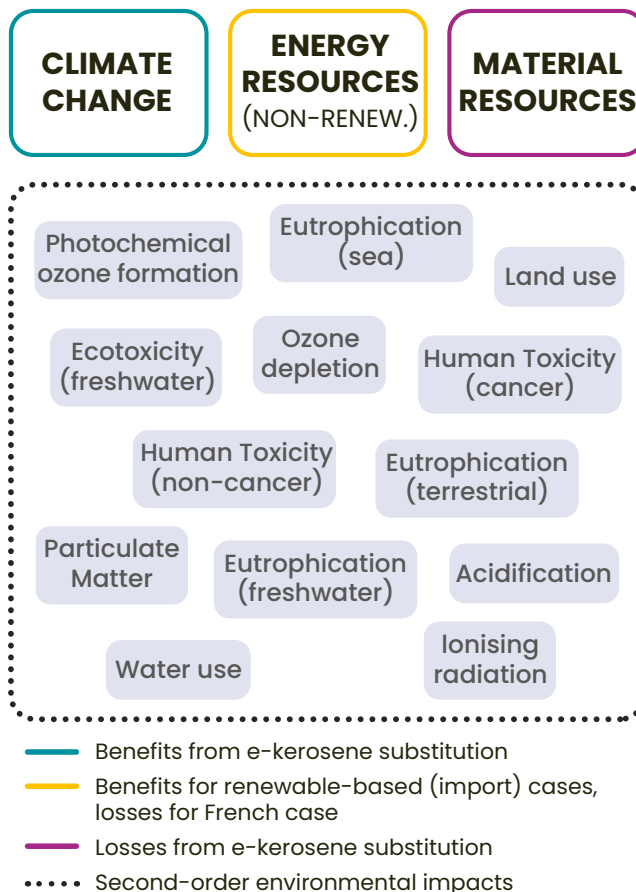 CLIMATE
CHANGE
ENERGY
RESOURCES
(NON-RENEW.)
MATERIAL
RESOURCES
Photochemical
ozone formation
Eutrophication
(sea)
Land use
Ecotoxicity
(freshwater)
Ozone
depletion
Human Toxicity
(cancer)
Human Toxicity
(non-cancer)
Eutrophication
(terrestrial)
Particulate
Matter
Eutrophication
(freshwater)
Acidification
Water use
Ionising
radiation
Benefits from e-kerosene substitution
Benefits for renewable-based (import) cases,
losses for French case
Losses from e-kerosene substitution
Second-order environmental impacts